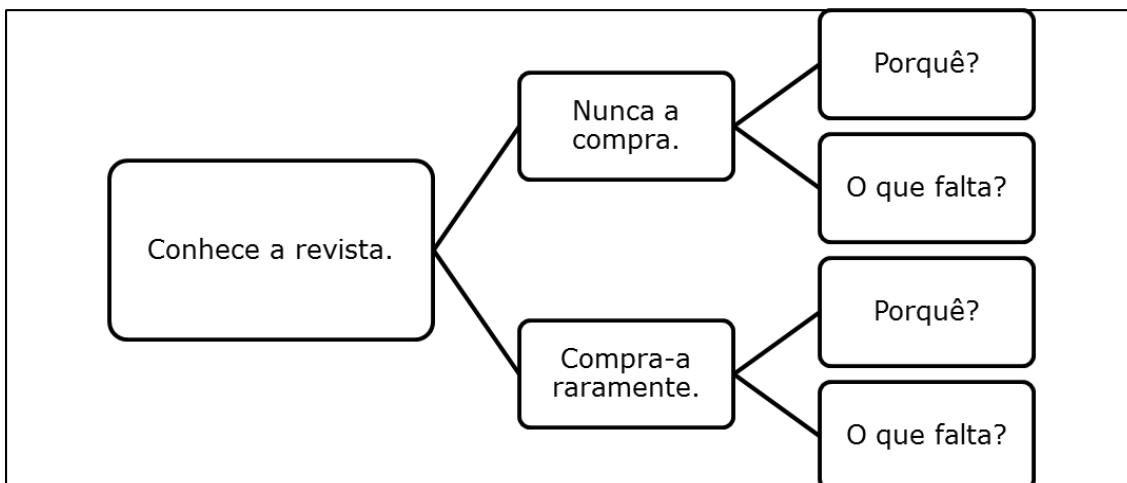 Conhece a revista.
Nunca a
compra.
Porquê?
O que falta?
Compra-a
raramente.
Porquê?
O que falta?